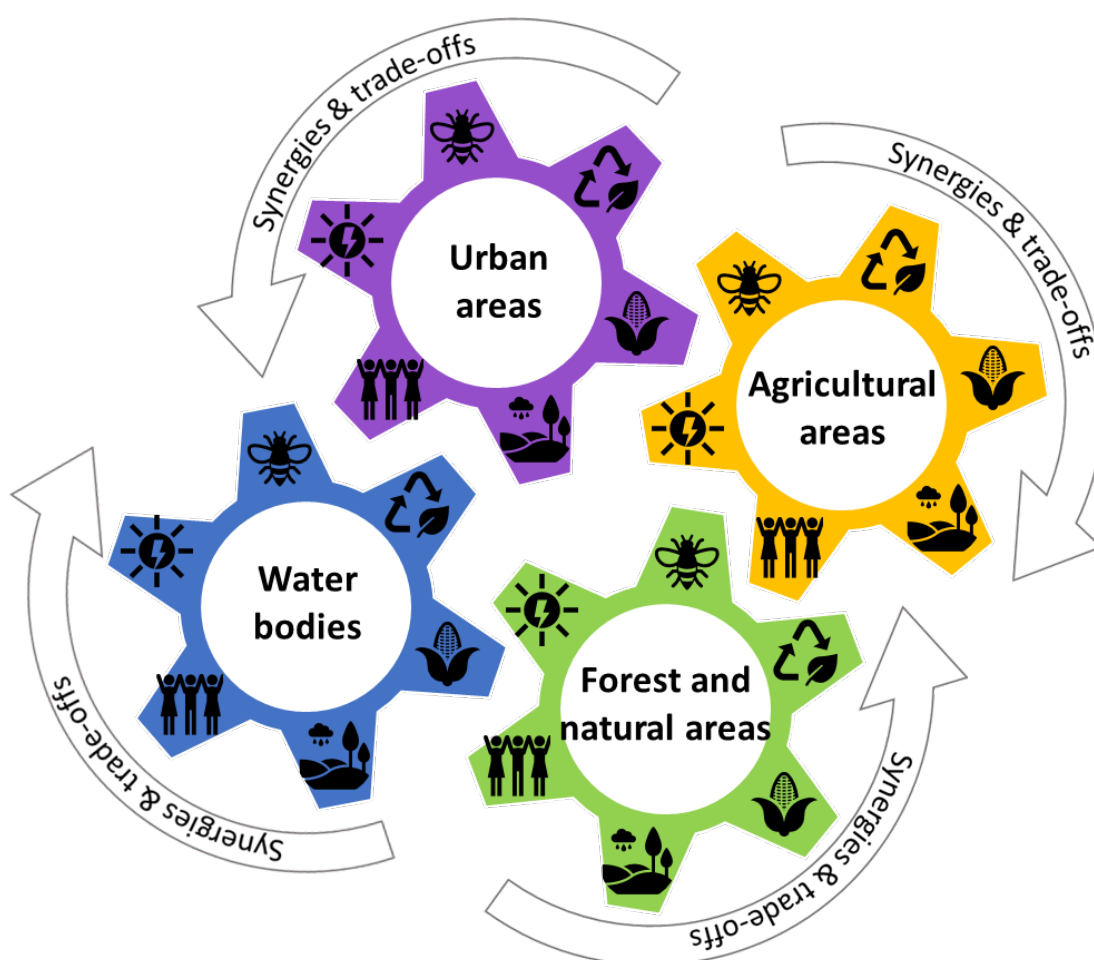 Synergies & trade-offs
Urban
areas
Synergies & trade-offs
Agricultural
areas
Water
bodies
Synergies & trade-offs
Forest and
natural areas
Synergies & trade-offs